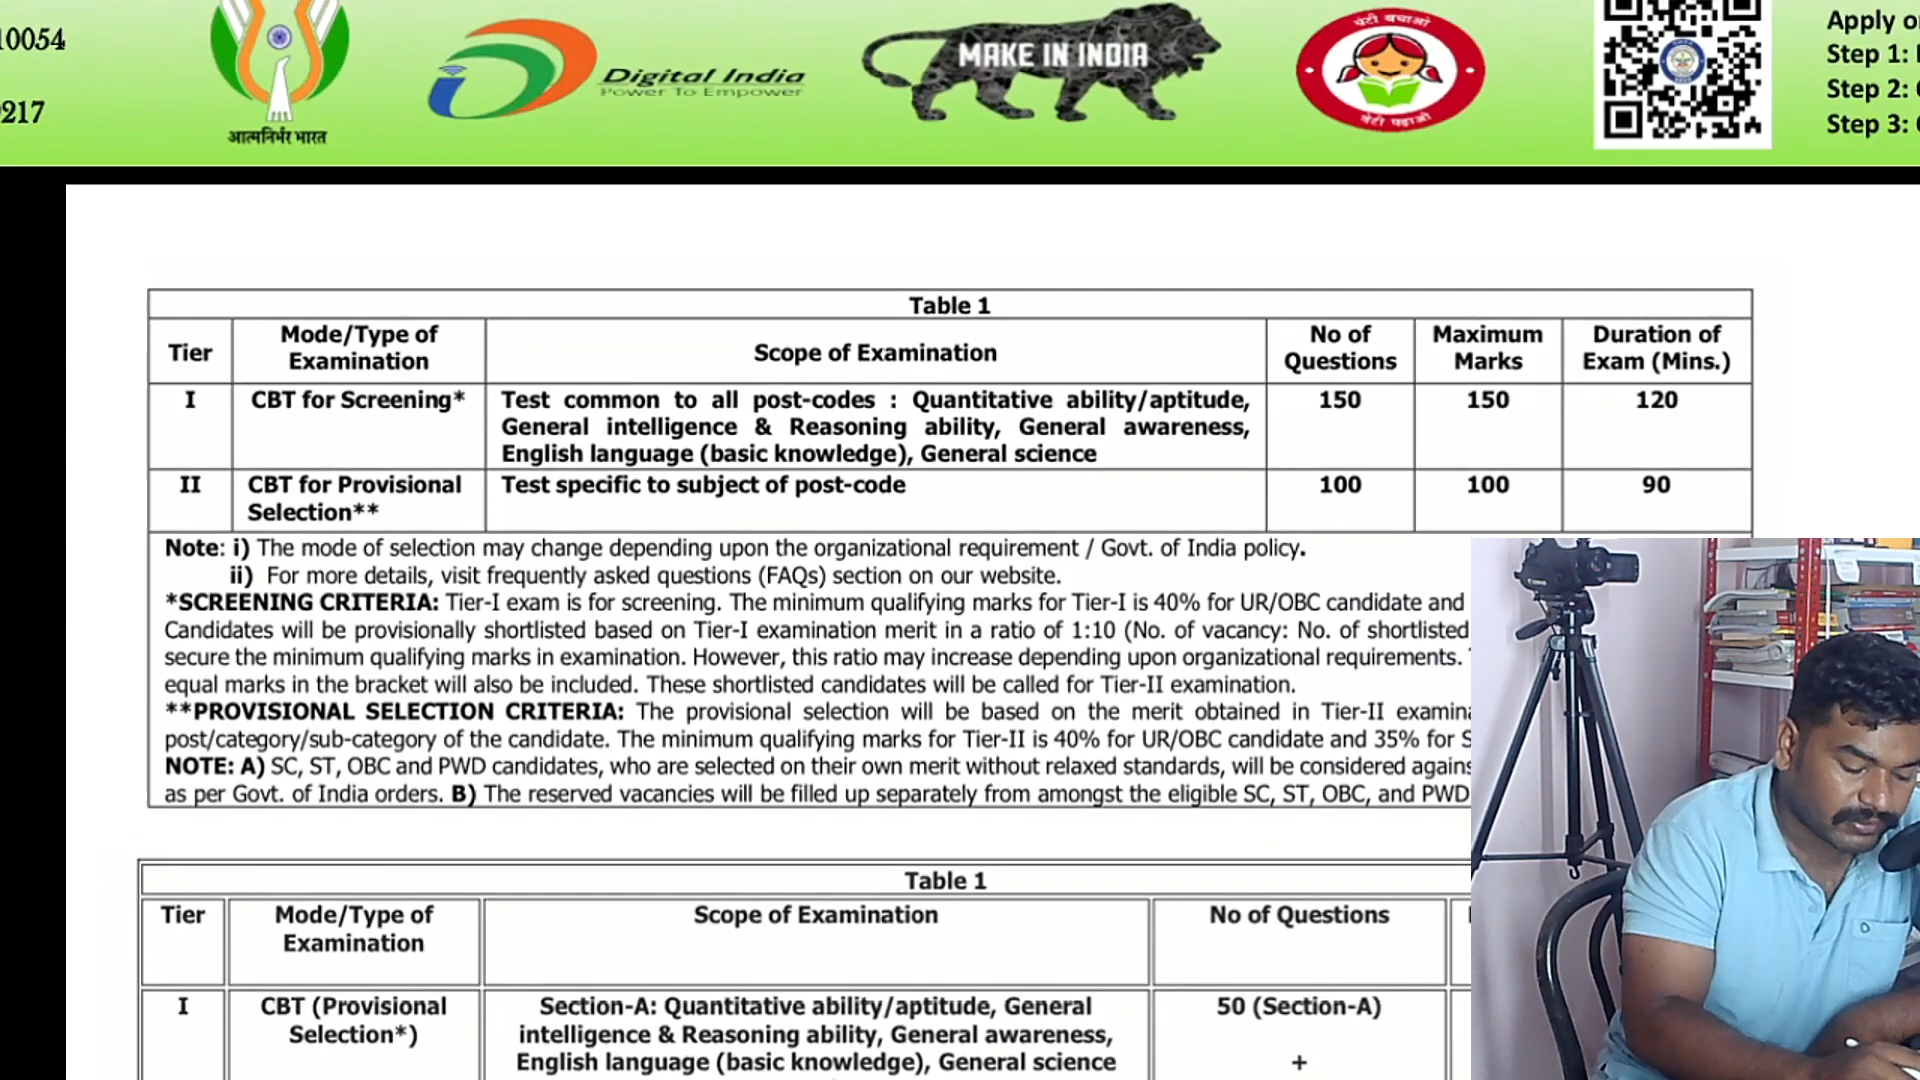 10054
217
आत्मनिर्भर भारत
Digital India
Power To Empower
MAKE IN INDIA
बेटी बचाओ
बेटी पढ़ाओ
Apply
Step 1:
Step 2:
Step 3:
Table 1
Tier Mode/Type of Examination Scope of Examination No of Questions Maximum Marks Duration of Exam (Mins.)
I CBT for Screening* Test common to all post-codes : Quantitative ability/aptitude, 150 150 120
General intelligence & Reasoning ability, General awareness,
English language (basic knowledge), General science
II CBT for Provisional Selection** Test specific to subject of post-code 100 100 90
Note: i) The mode of selection may change depending upon the organizational requirement / Govt. of India policy.
ii) For more details, visit frequently asked questions (FAQs) section on our website.
*SCREENING CRITERIA: Tier-I exam is for screening. The minimum qualifying marks for Tier-I is 40% for UR/OBC candidate and
Candidates will be provisionally shortlisted based on Tier-I examination merit in a ratio of 1:10 (No. of vacancy: No. of shortlisted
secure the minimum qualifying marks in examination. However, this ratio may increase depending upon organizational requirements.
equal marks in the bracket will also be included. These shortlisted candidates will be called for Tier-II examination.
**PROVISIONAL SELECTION CRITERIA: The provisional selection will be based on the merit obtained in Tier-II
post/category/sub-category of the candidate. The minimum qualifying marks for Tier-II is 40% for UR/OBC candidate and 35% for
NOTE: A) SC, ST, OBC and PWD candidates, who are selected on their own merit without relaxed standards, will be considered
as per Govt. of India orders. B) The reserved vacancies will be filled up separately from amongst the eligible SC, ST, OBC, and PWD
Table 1
Tier Mode/Type of Examination Scope of Examination No of Questions
I CBT (Provisional Selection*) Section-A: Quantitative ability/aptitude, General 50 (Section-A)
intelligence & Reasoning ability, General awareness,
English language (basic knowledge), General science +